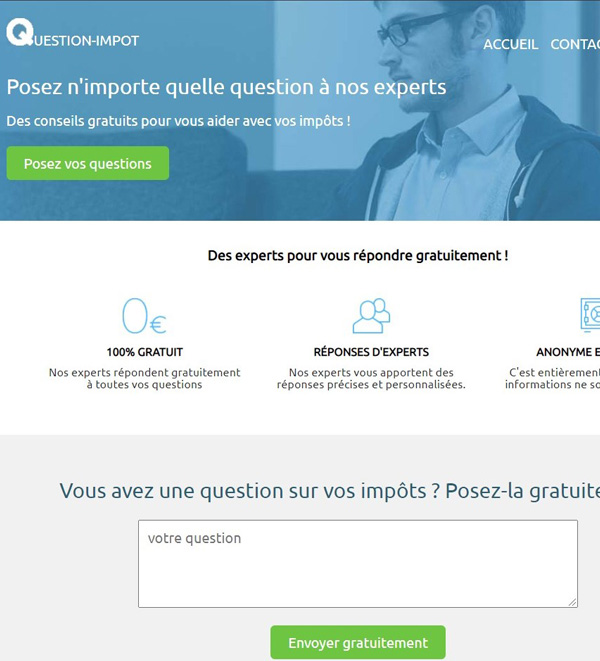 QUESTION-IMPOT
ACCUEIL CONTAC
Posez n'importe quelle question à nos experts
Des conseils gratuits pour vous aider avec vos impôts !
Posez vos questions
Des experts pour vous répondre gratuitement !
0€
100% GRATUIT
Nos experts répondent gratuitement
à toutes vos questions
RÉPONSES D'EXPERTS
Nos experts vous apportent des
réponses précises et personnalisées.
ANONYME E
C'est entièrement
informations ne so
Vous avez une question sur vos impôts ? Posez-la gratuite
votre question
Envoyer gratuitement